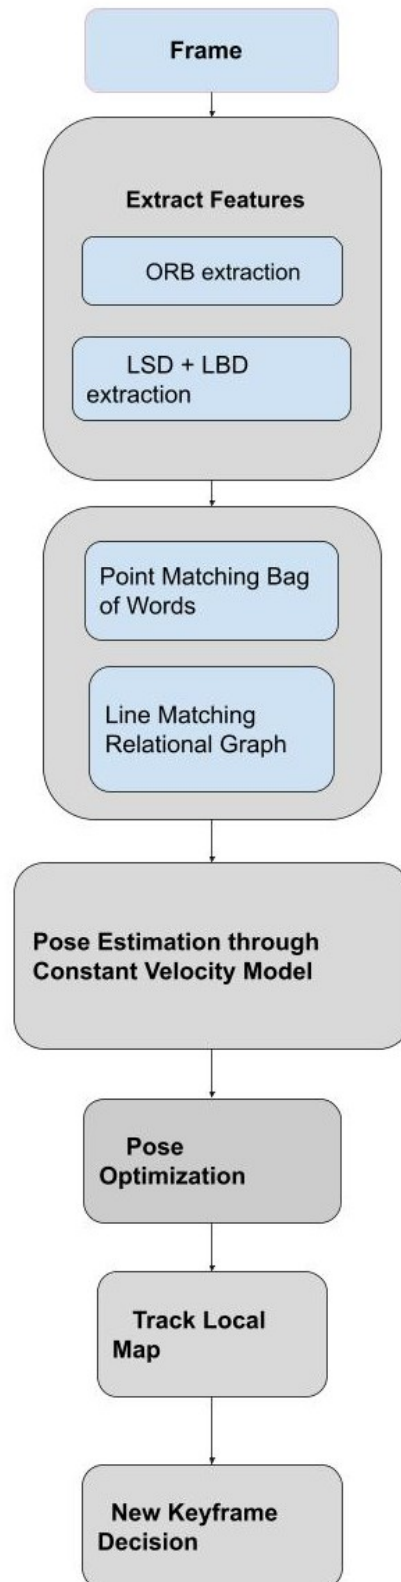 Frame
Extract Features
ORB extraction
LSD + LBD
extraction
Point Matching Bag
of Words
Line Matching
Relational Graph
Pose Estimation through
Constant Velocity Model
Pose
Optimization
Track Local
Map
New Keyframe
Decision